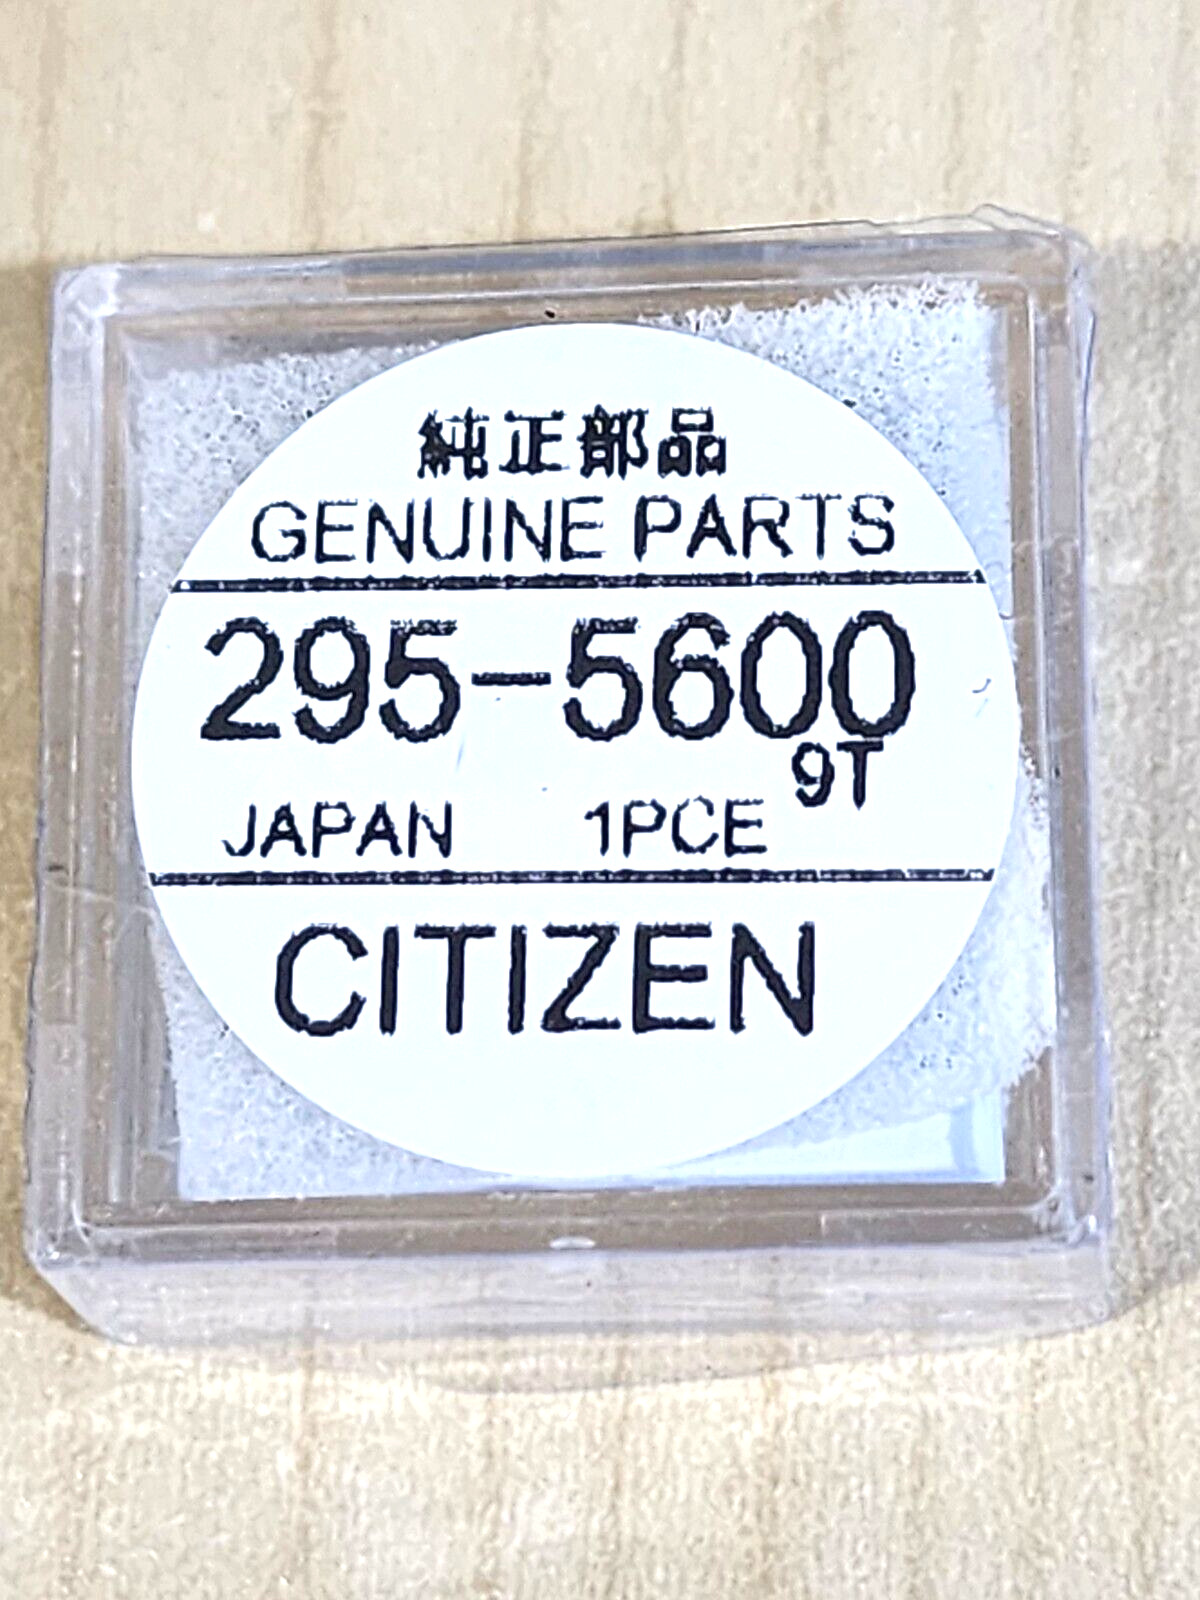 純正部品
GENUINE PARTS
295-5600
9T
JAPAN 1PCE
CITIZEN